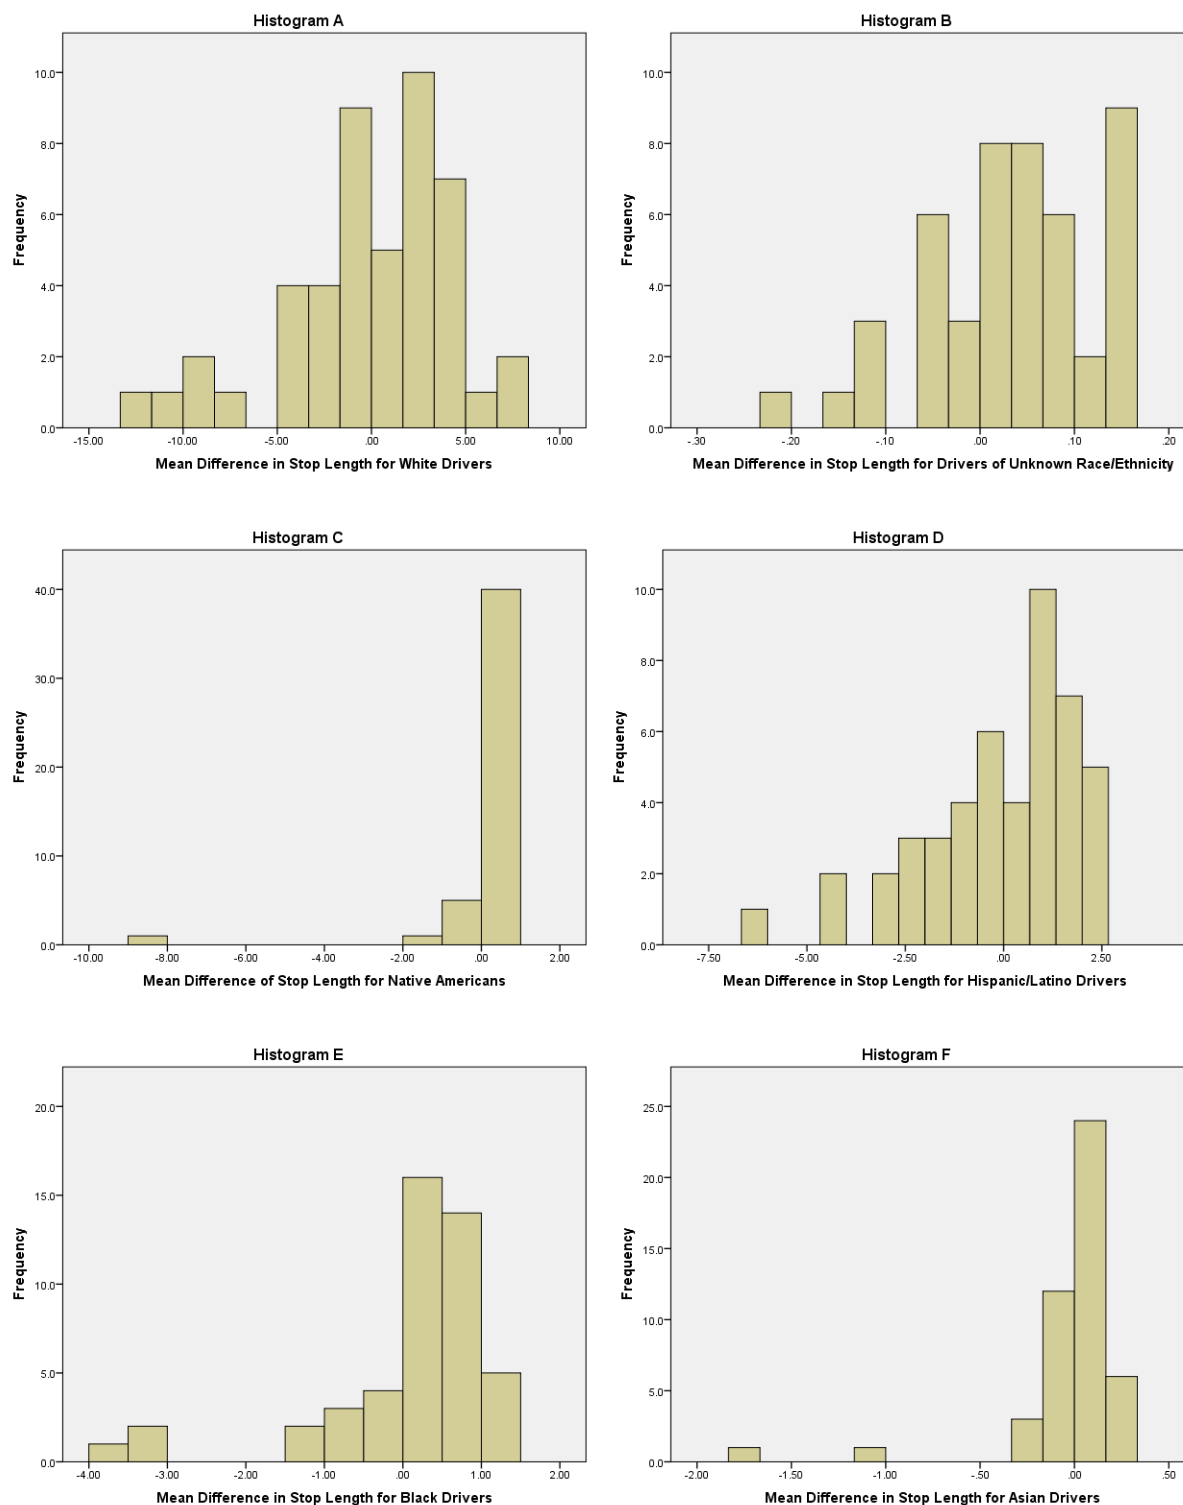 Histogram A
10.0
8.0
6.0
4.0
2.0
0.0
Frequency
-15.00 -10.00 -5.00 .00 5.00 10.00
Mean Difference in Stop Length for White Drivers
Histogram B
10.0
8.0
6.0
4.0
2.0
0.0
Frequency
-.30 -.20 -.10 .00 .10 .20
Mean Difference in Stop Length for Drivers of Unknown Race/Ethnicity
Histogram C
40.0
30.0
20.0
10.0
0.0
Frequency
-10.00 -8.00 -6.00 -4.00 -2.00 .00 2.00
Mean Difference of Stop Length for Native Americans
Histogram D
10.0
8.0
6.0
4.0
2.0
0.0
Frequency
-7.50 -5.00 -2.50 .00 2.50
Mean Difference in Stop Length for Hispanic/Latino Drivers
Histogram E
20.0
15.0
10.0
5.0
0.0
Frequency
-4.00 -3.00 -2.00 -1.00 .00 1.00 2.00
Mean Difference in Stop Length for Black Drivers
Histogram F
25.0
20.0
15.0
10.0
5.0
0.0
Frequency
-2.00 -1.50 -1.00 -.50 .00 .50
Mean Difference in Stop Length for Asian Drivers